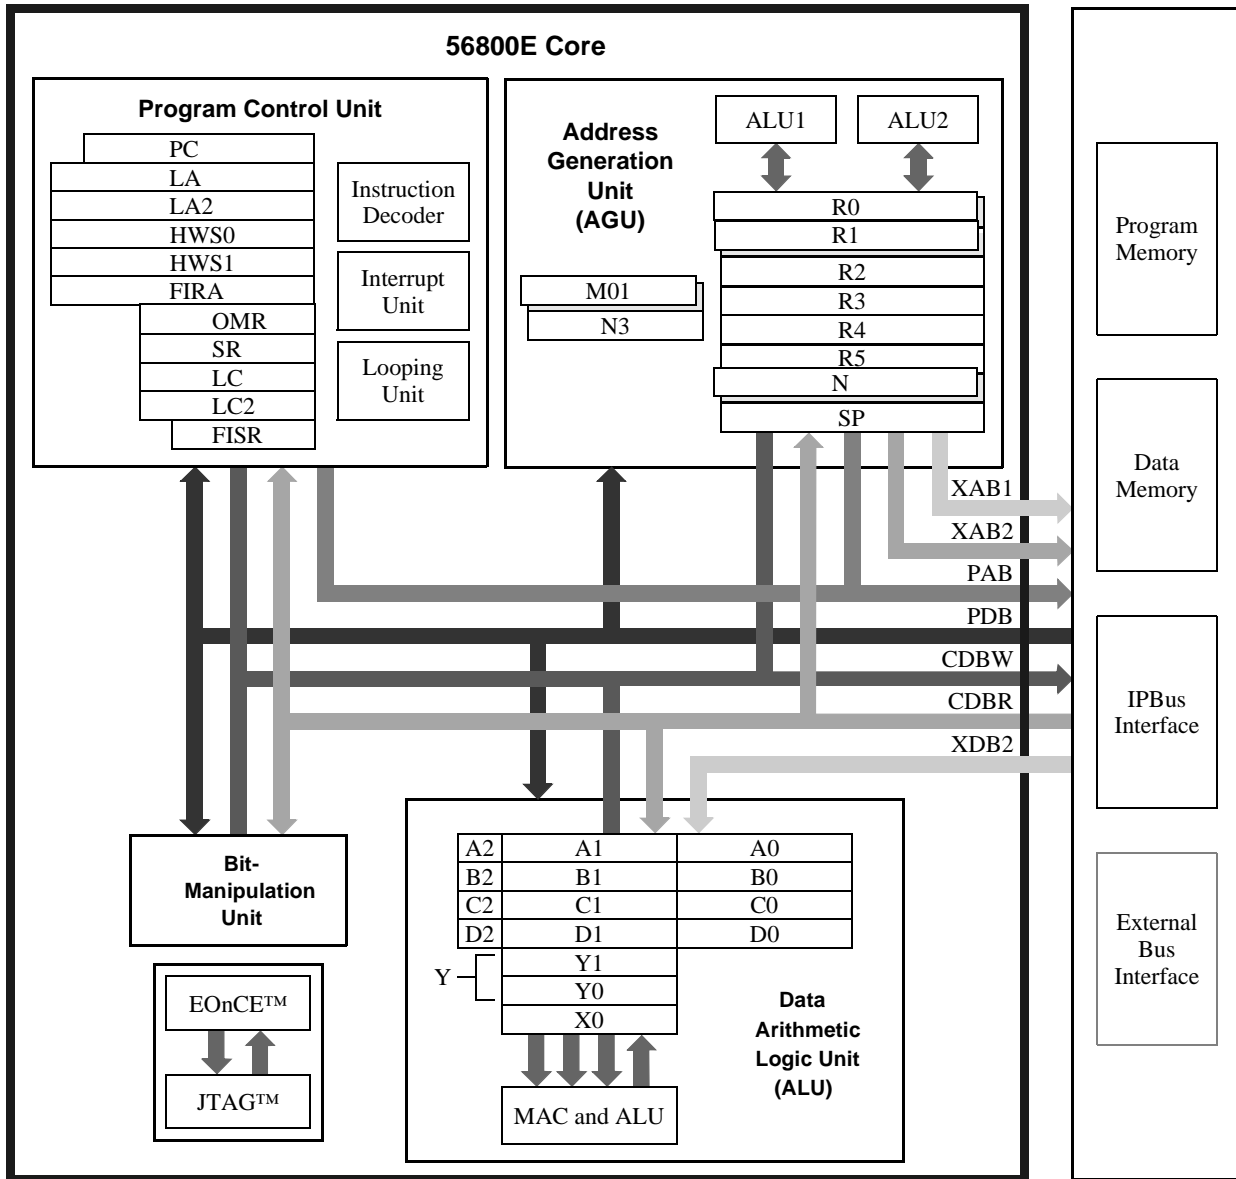 56800E Core
Program Control Unit
PC
LA
LA2
HWS0
HWS1
FIRA
OMR
SR
LC
LC2
FISR
Instruction
Decoder
Interrupt
Unit
Looping
Unit
Address
Generation
Unit
(AGU)
ALU1
ALU2
R0
R1
R2
R3
R4
R5
N
SP
M01
N3
XAB1
XAB2
PAB
PDB
CDBW
CDBR
XDB2
Program
Memory
Data
Memory
IPBus
Interface
External
Bus
Interface
Bit-
Manipulation
Unit
EOnCE™
JTAG™
A2 A1 A0
B2 B1 B0
C2 C1 C0
D2 D1 D0
Y
Y1
Y0
X0
MAC and ALU
Data
Arithmetic
Logic Unit
(ALU)